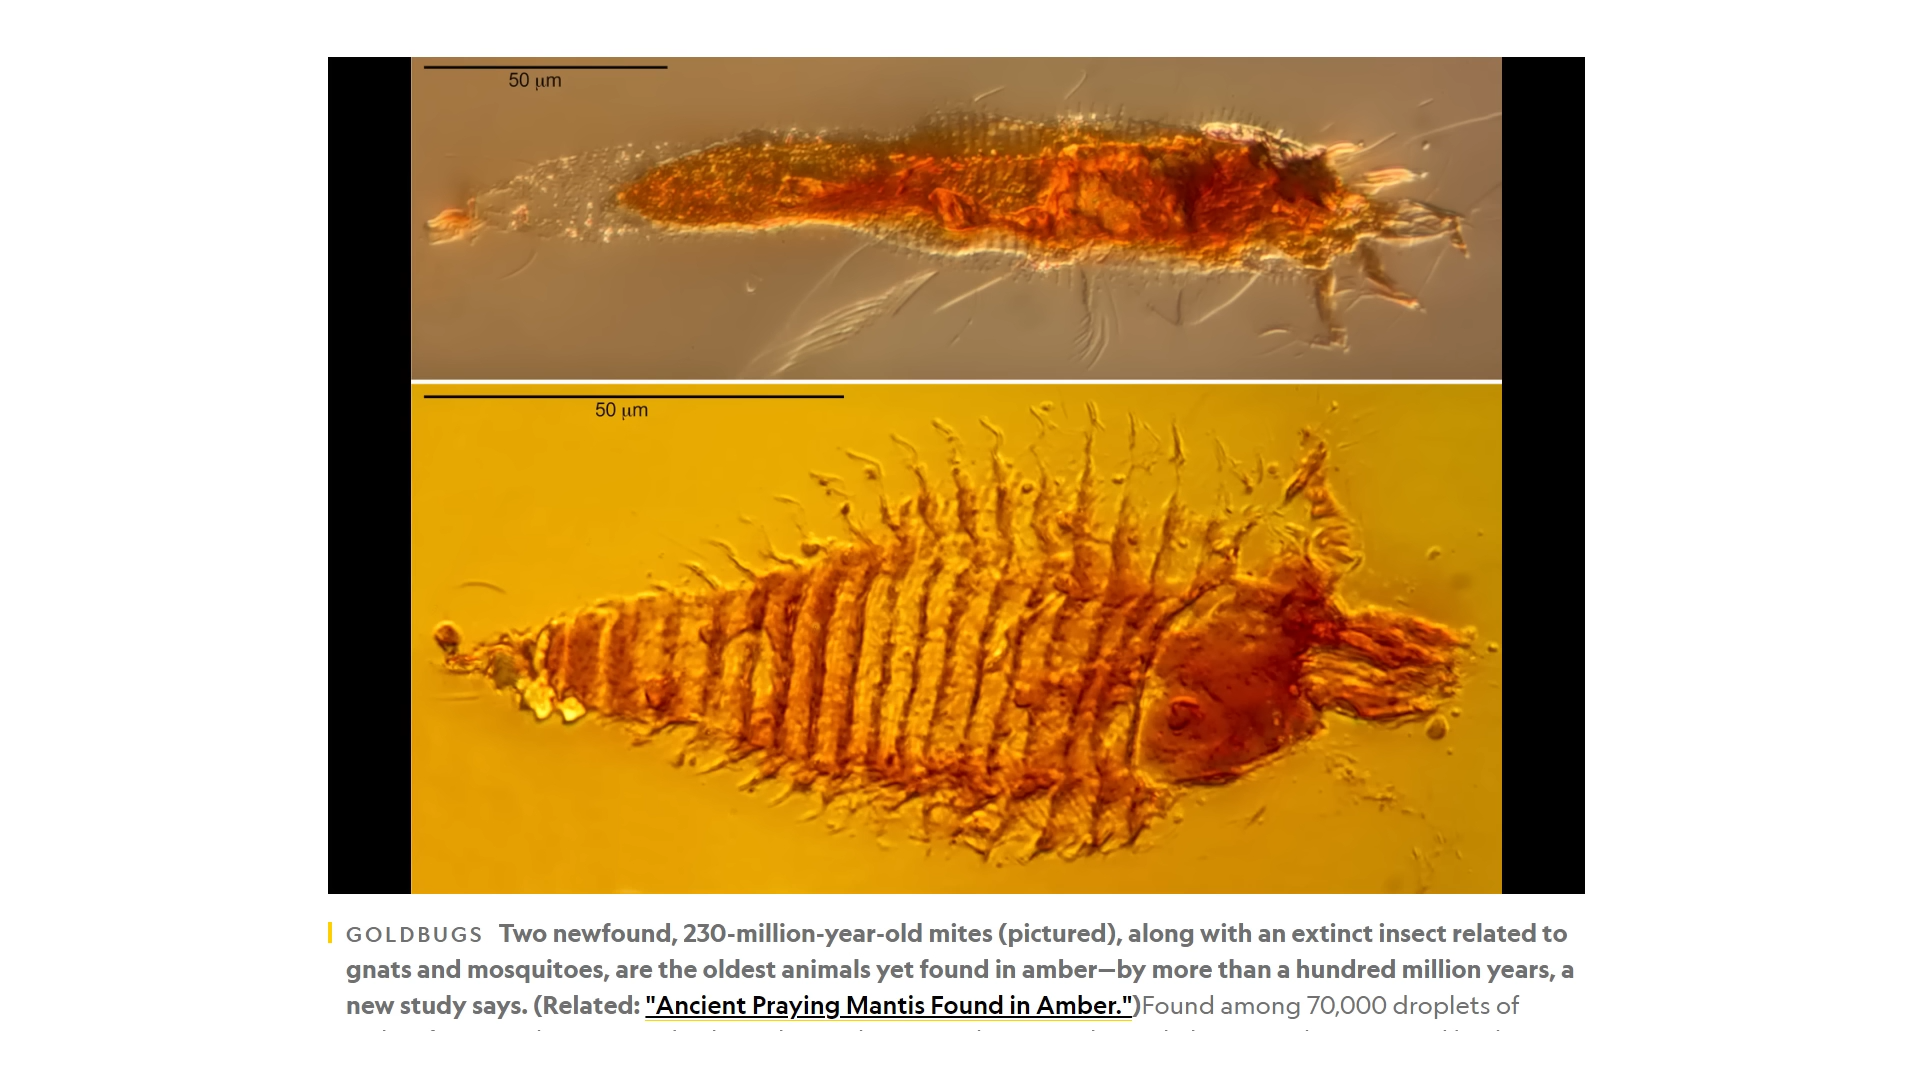 50 μm
50 μm
GOLDBUGS Two newfound, 230-million-year-old mites (pictured), along with an extinct insect related to
gnats and mosquitoes, are the oldest animals yet found in amber—by more than a hundred million years, a
new study says. (Related: "Ancient Praying Mantis Found in Amber.")Found among 70,000 droplets of